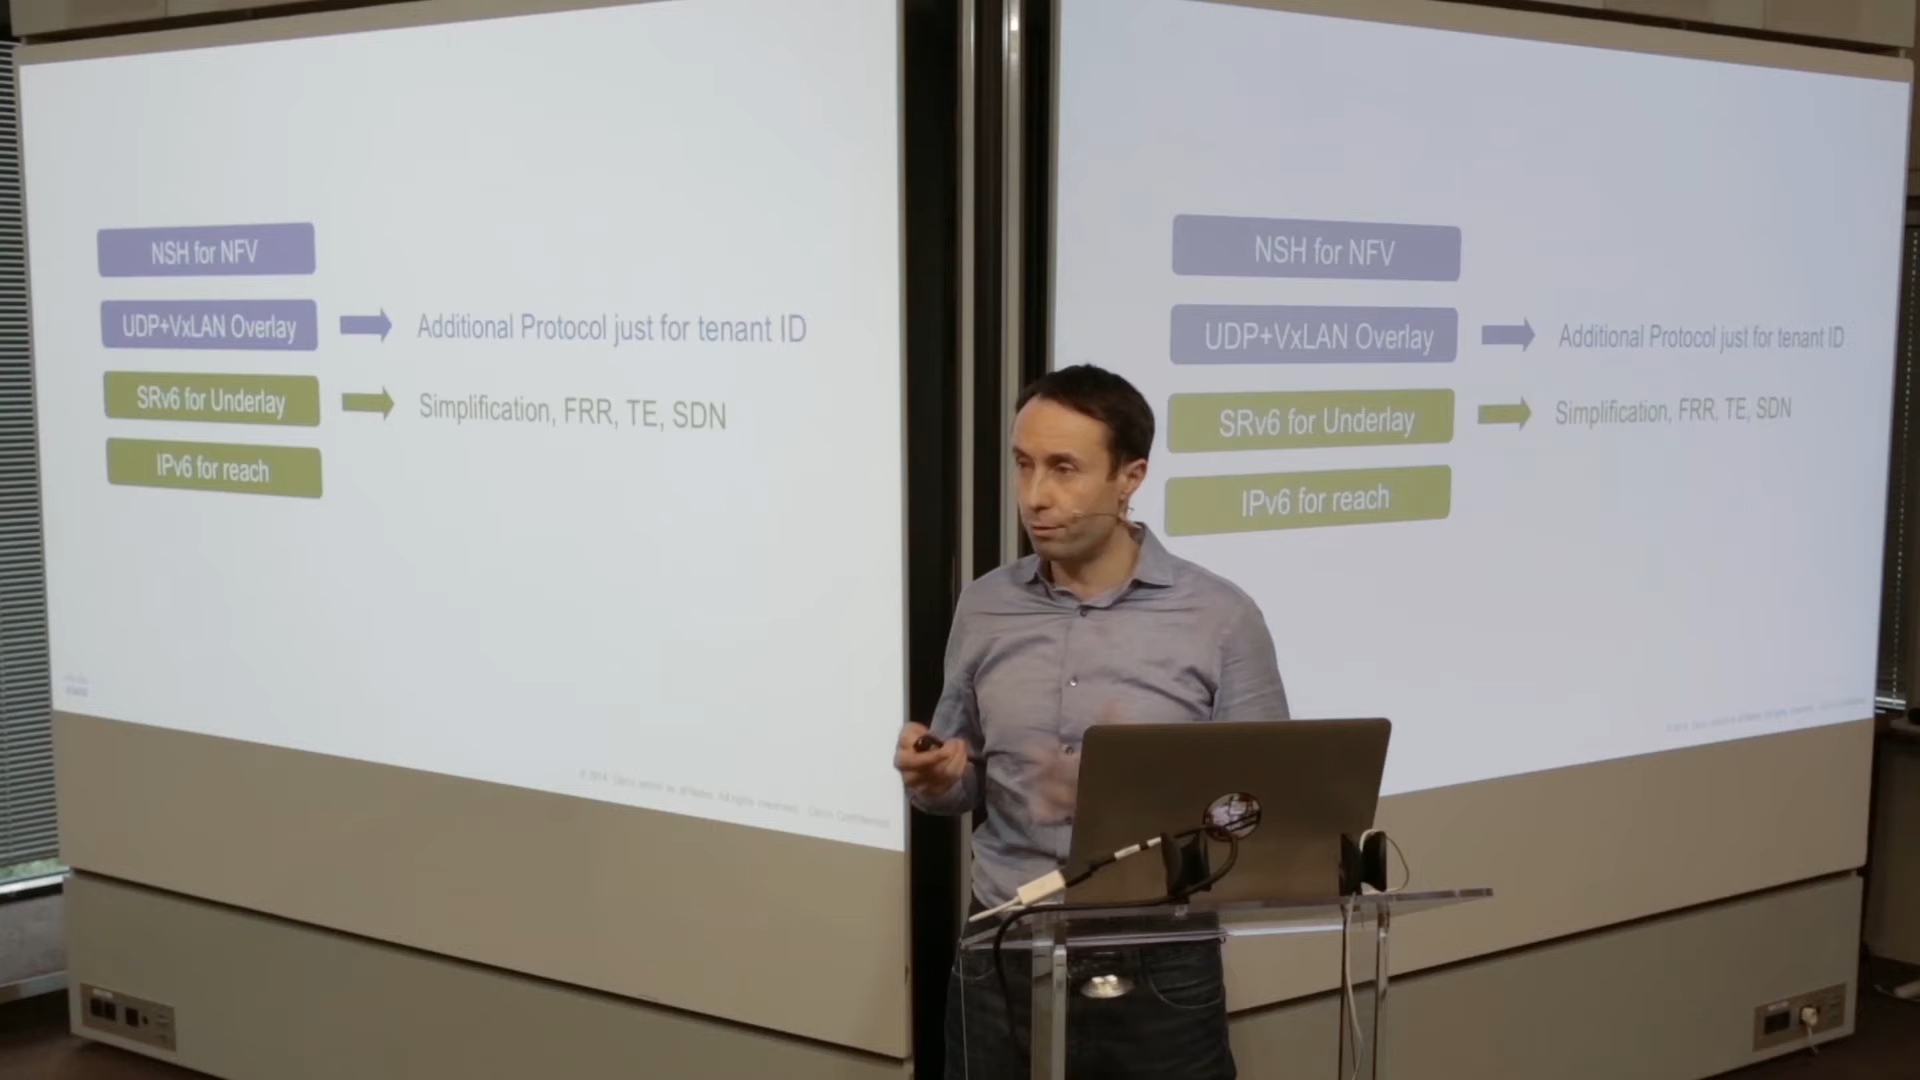 NSH for NFV
UDP+VxLAN Overlay
Additional Protocol just for tenant ID
SRv6 for Underlay
Simplification, FRR, TE, SDN
IPv6 for reach
NSH for NFV
UDP+VxLAN Overlay
Additional Protocol just for tenant ID
SRv6 for Underlay
Simplification, FRR, TE, SDN
IPv6 for reach